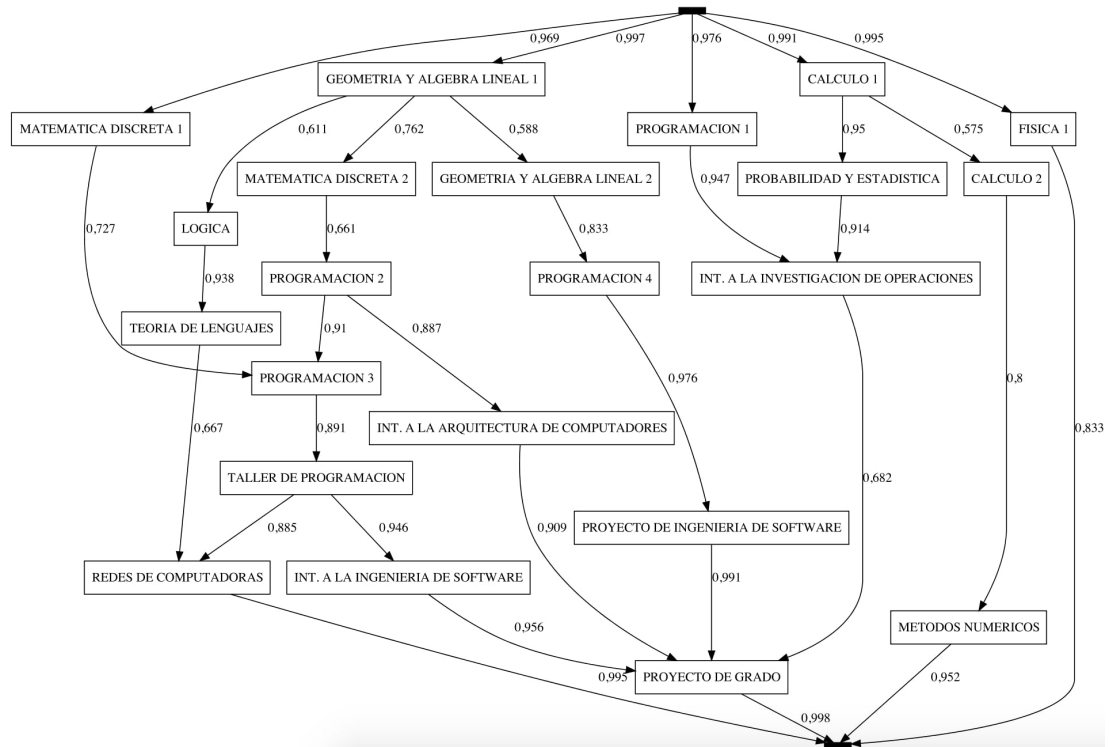 0,969
0,997
0,976
0,991
0,995
GEOMETRIA Y ALGEBRA LINEAL 1
CALCULO 1
MATEMATICA DISCRETA 1
0,611
0,762
0,588
PROGRAMACION 1
0,95
0,575
FISICA 1
MATEMATICA DISCRETA 2
GEOMETRIA Y ALGEBRA LINEAL 2
0,947
PROBABILIDAD Y ESTADISTICA
CALCULO 2
0,727
LOGICA
0,661
0,833
0,914
0,938
PROGRAMACION 2
PROGRAMACION 4
INT. A LA INVESTIGACION DE OPERACIONES
TEORIA DE LENGUAJES
0,91
0,887
PROGRAMACION 3
0,976
0,8
0,667
0,891
INT. A LA ARQUITECTURA DE COMPUTADORES
0,833
TALLER DE PROGRAMACION
0,682
0,885
0,946
0,909
PROYECTO DE INGENIERIA DE SOFTWARE
REDES DE COMPUTADORAS
INT. A LA INGENIERIA DE SOFTWARE
0,991
0,956
METODOS NUMERICOS
0,995
PROYECTO DE GRADO
0,952
0,998